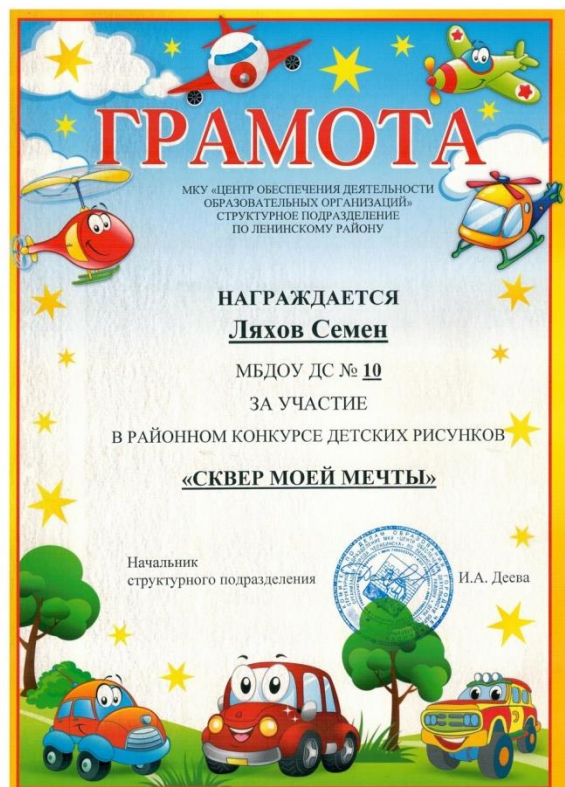 ГРАМОТА
МКУ «ЦЕНТР ОБЕСПЕЧЕНИЯ ДЕЯТЕЛЬНОСТИ
ОБРАЗОВАТЕЛЬНЫХ ОРГАНИЗАЦИЙ»
СТРУКТУРНОЕ ПОДРАЗДЕЛЕНИЕ
ПО ЛЕНИНСКОМУ РАЙОНУ
НАГРАЖДАЕТСЯ
Ляхов Семен
МБДОУ ДС № 10
ЗА УЧАСТИЕ
В РАЙОННОМ КОНКУРСЕ ДЕТСКИХ РИСУНКОВ
«СКВЕР МОЕЙ МЕЧТЫ»
Начальник
структурного подразделения И.А. Деева